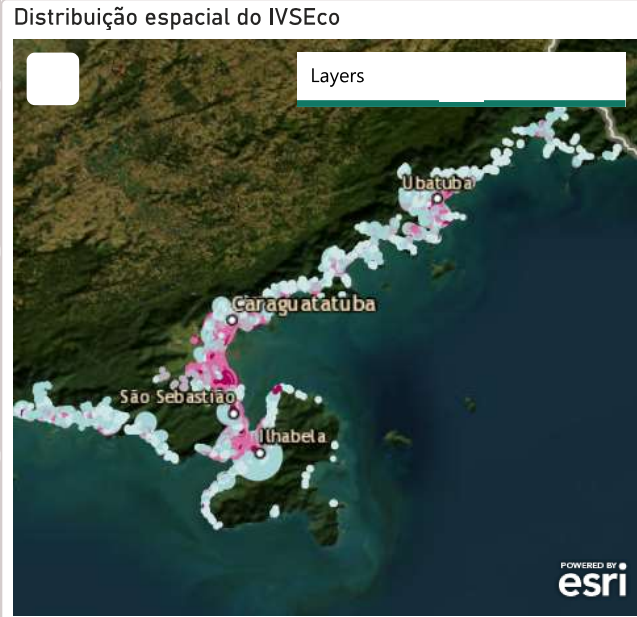 Distribuição espacial do IVSEco
Layers
Ubatuba
Caraguatatuba
São Sebastião
Ilhabela
POWERED BY
esri